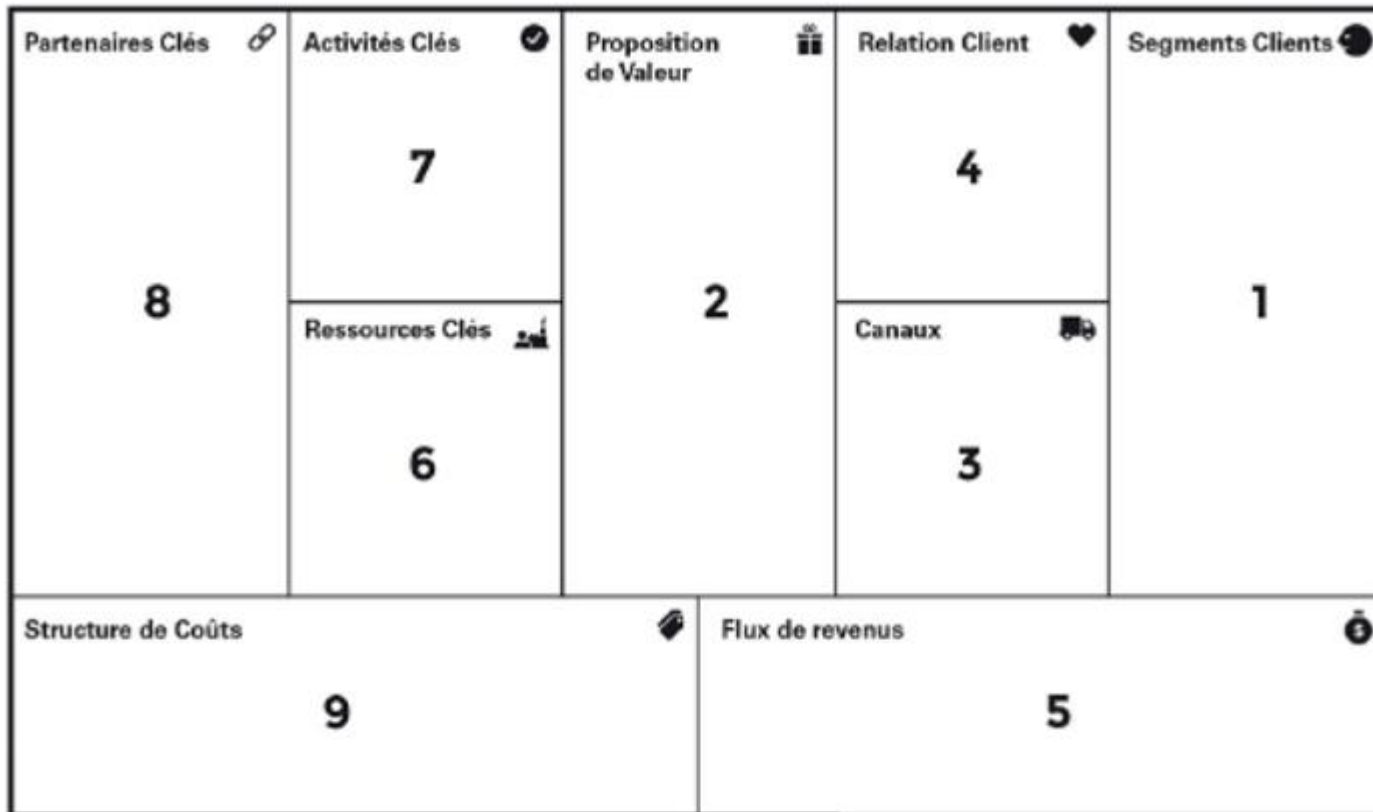 Partenaires Clés
8
Activités Clés
7
Ressources Clés
6
Proposition
de Valeur
2
Relation Client
4
Canaux
3
Segments Clients
1
Structure de Coûts
9
Flux de revenus
5